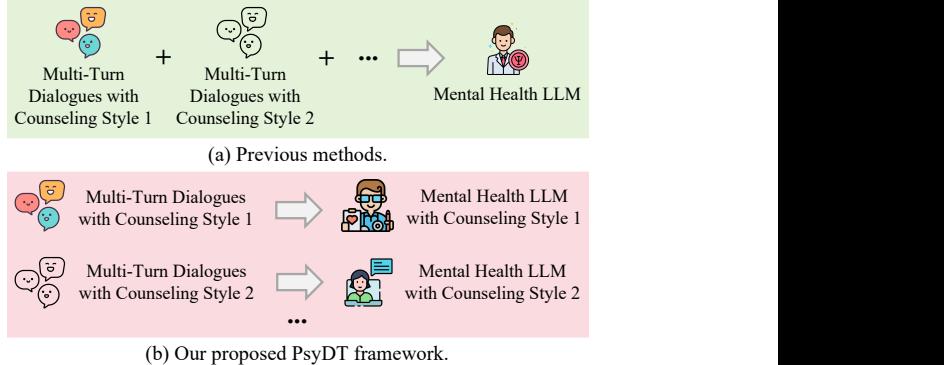 Multi-Turn
Dialogues with
Counseling Style 1
+
Multi-Turn
Dialogues with
Counseling Style 2
+ ...
Mental Health LLM
(a) Previous methods.
Multi-Turn Dialogues
with Counseling Style 1
Mental Health LLM
with Counseling Style 1
Multi-Turn Dialogues
with Counseling Style 2
Mental Health LLM
with Counseling Style 2
...
(b) Our proposed PsyDT framework.